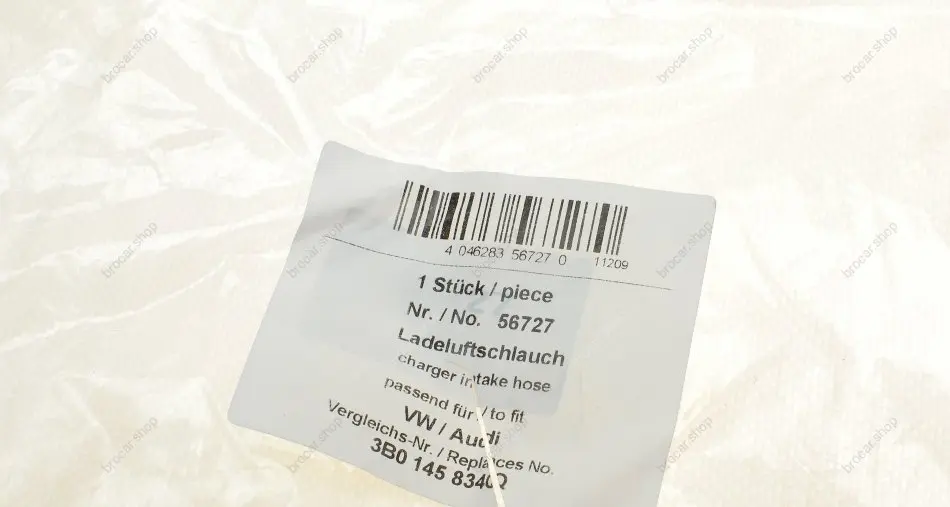 4 046283 56727 0 11209
1 Stück / piece
Nr. / No. 56727
Ladeluftschlauch
charger intake hose
passend für / to fit
VW / Audi
Vergleichs-Nr. / Replaces No.
3B0 145 834Q
brocar.shop